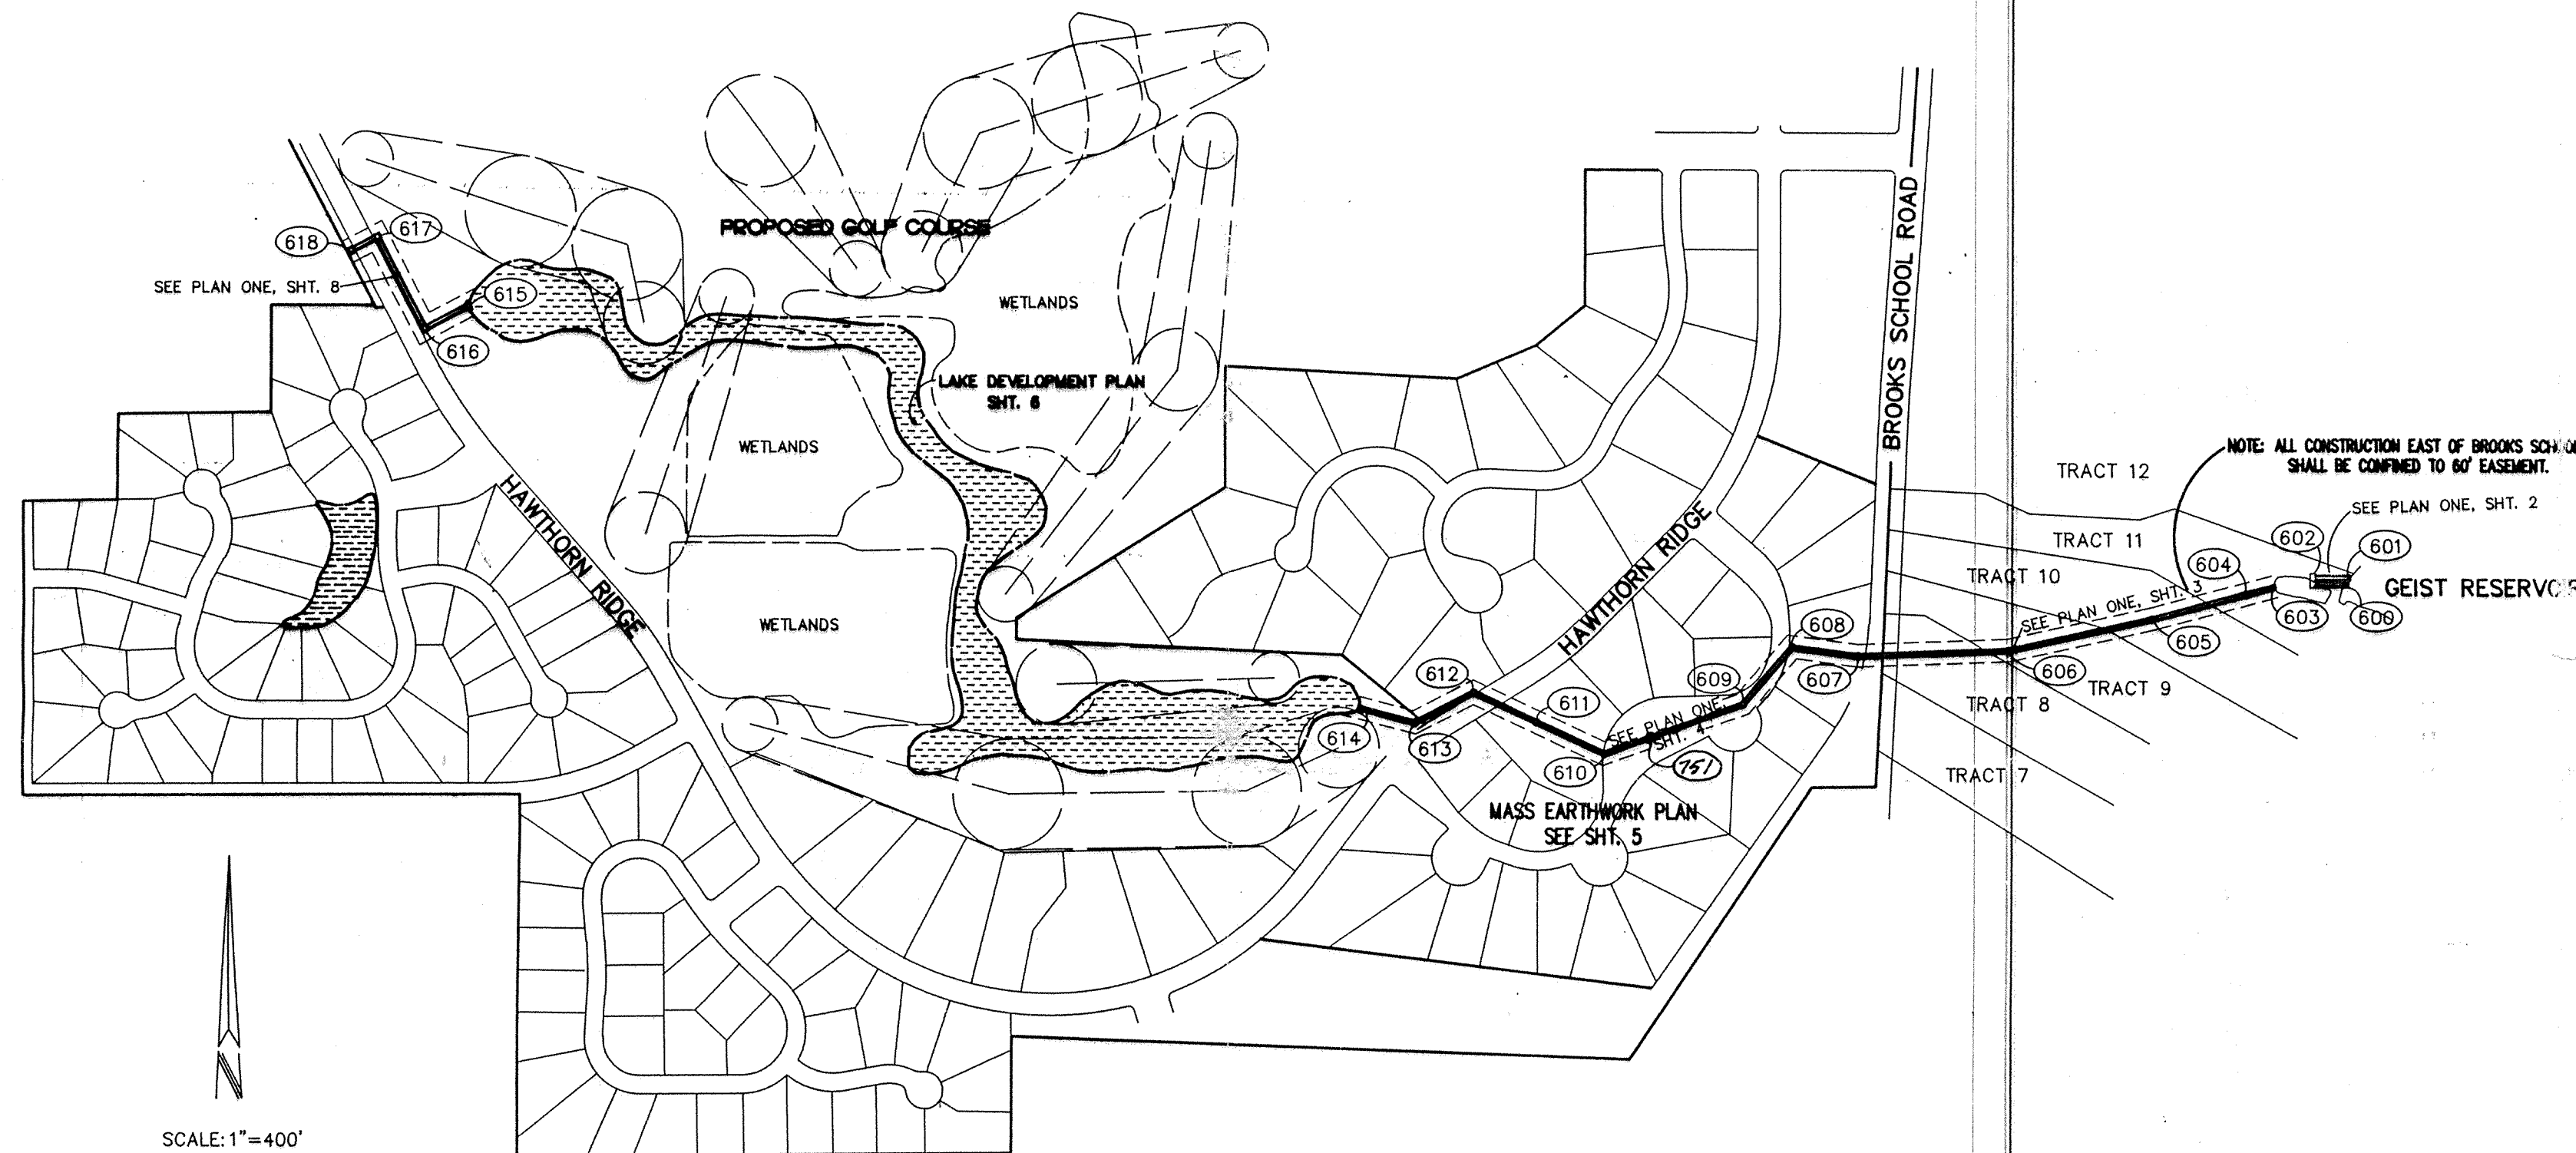 PROPOSED GOLF COURSE
618
617
SEE PLAN ONE, SHT. 8
615
616
WETLANDS
LAKE DEVELOPMENT PLAN
SHT. 6
WETLANDS
WETLANDS
HAWTHORN RIDGE
HAWTHORN RIDGE
BROOKS SCHOOL ROAD
NOTE: ALL CONSTRUCTION EAST OF BROOKS SCHOO
SHALL BE CONFINED TO 60' EASEMENT.
SEE PLAN ONE, SHT. 2
TRACT 12
TRACT 11
TRACT 10
602
601
604
GEIST RESERVOIR
603
600
SEE PLAN ONE, SHT. 3
605
608
607
606
TRACT 9
TRACT 8
TRACT 7
609
612
611
614
613
610
SEE PLAN ONE,
SHT. 4
751
MASS EARTHWORK PLAN
SEE SHT. 5
N
SCALE: 1"=400'